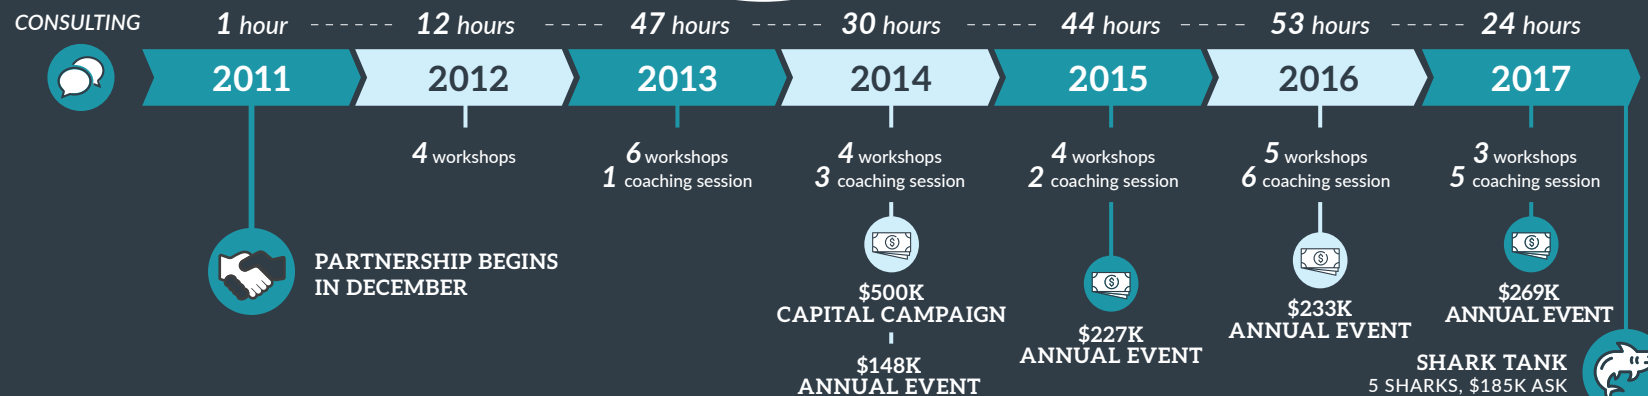 CONSULTING
1 hour
12 hours
47 hours
30 hours
44 hours
53 hours
24 hours
2011
2012
2013
2014
2015
2016
2017
PARTNERSHIP BEGINS
IN DECEMBER
4 workshops
6 workshops
1 coaching session
4 workshops
3 coaching session
$500K
CAPITAL CAMPAIGN
$148K
ANNUAL EVENT
4 workshops
2 coaching session
$227K
ANNUAL EVENT
5 workshops
6 coaching session
$233K
ANNUAL EVENT
3 workshops
5 coaching session
$269K
ANNUAL EVENT
SHARK TANK
5 SHARKS, $185K ASK